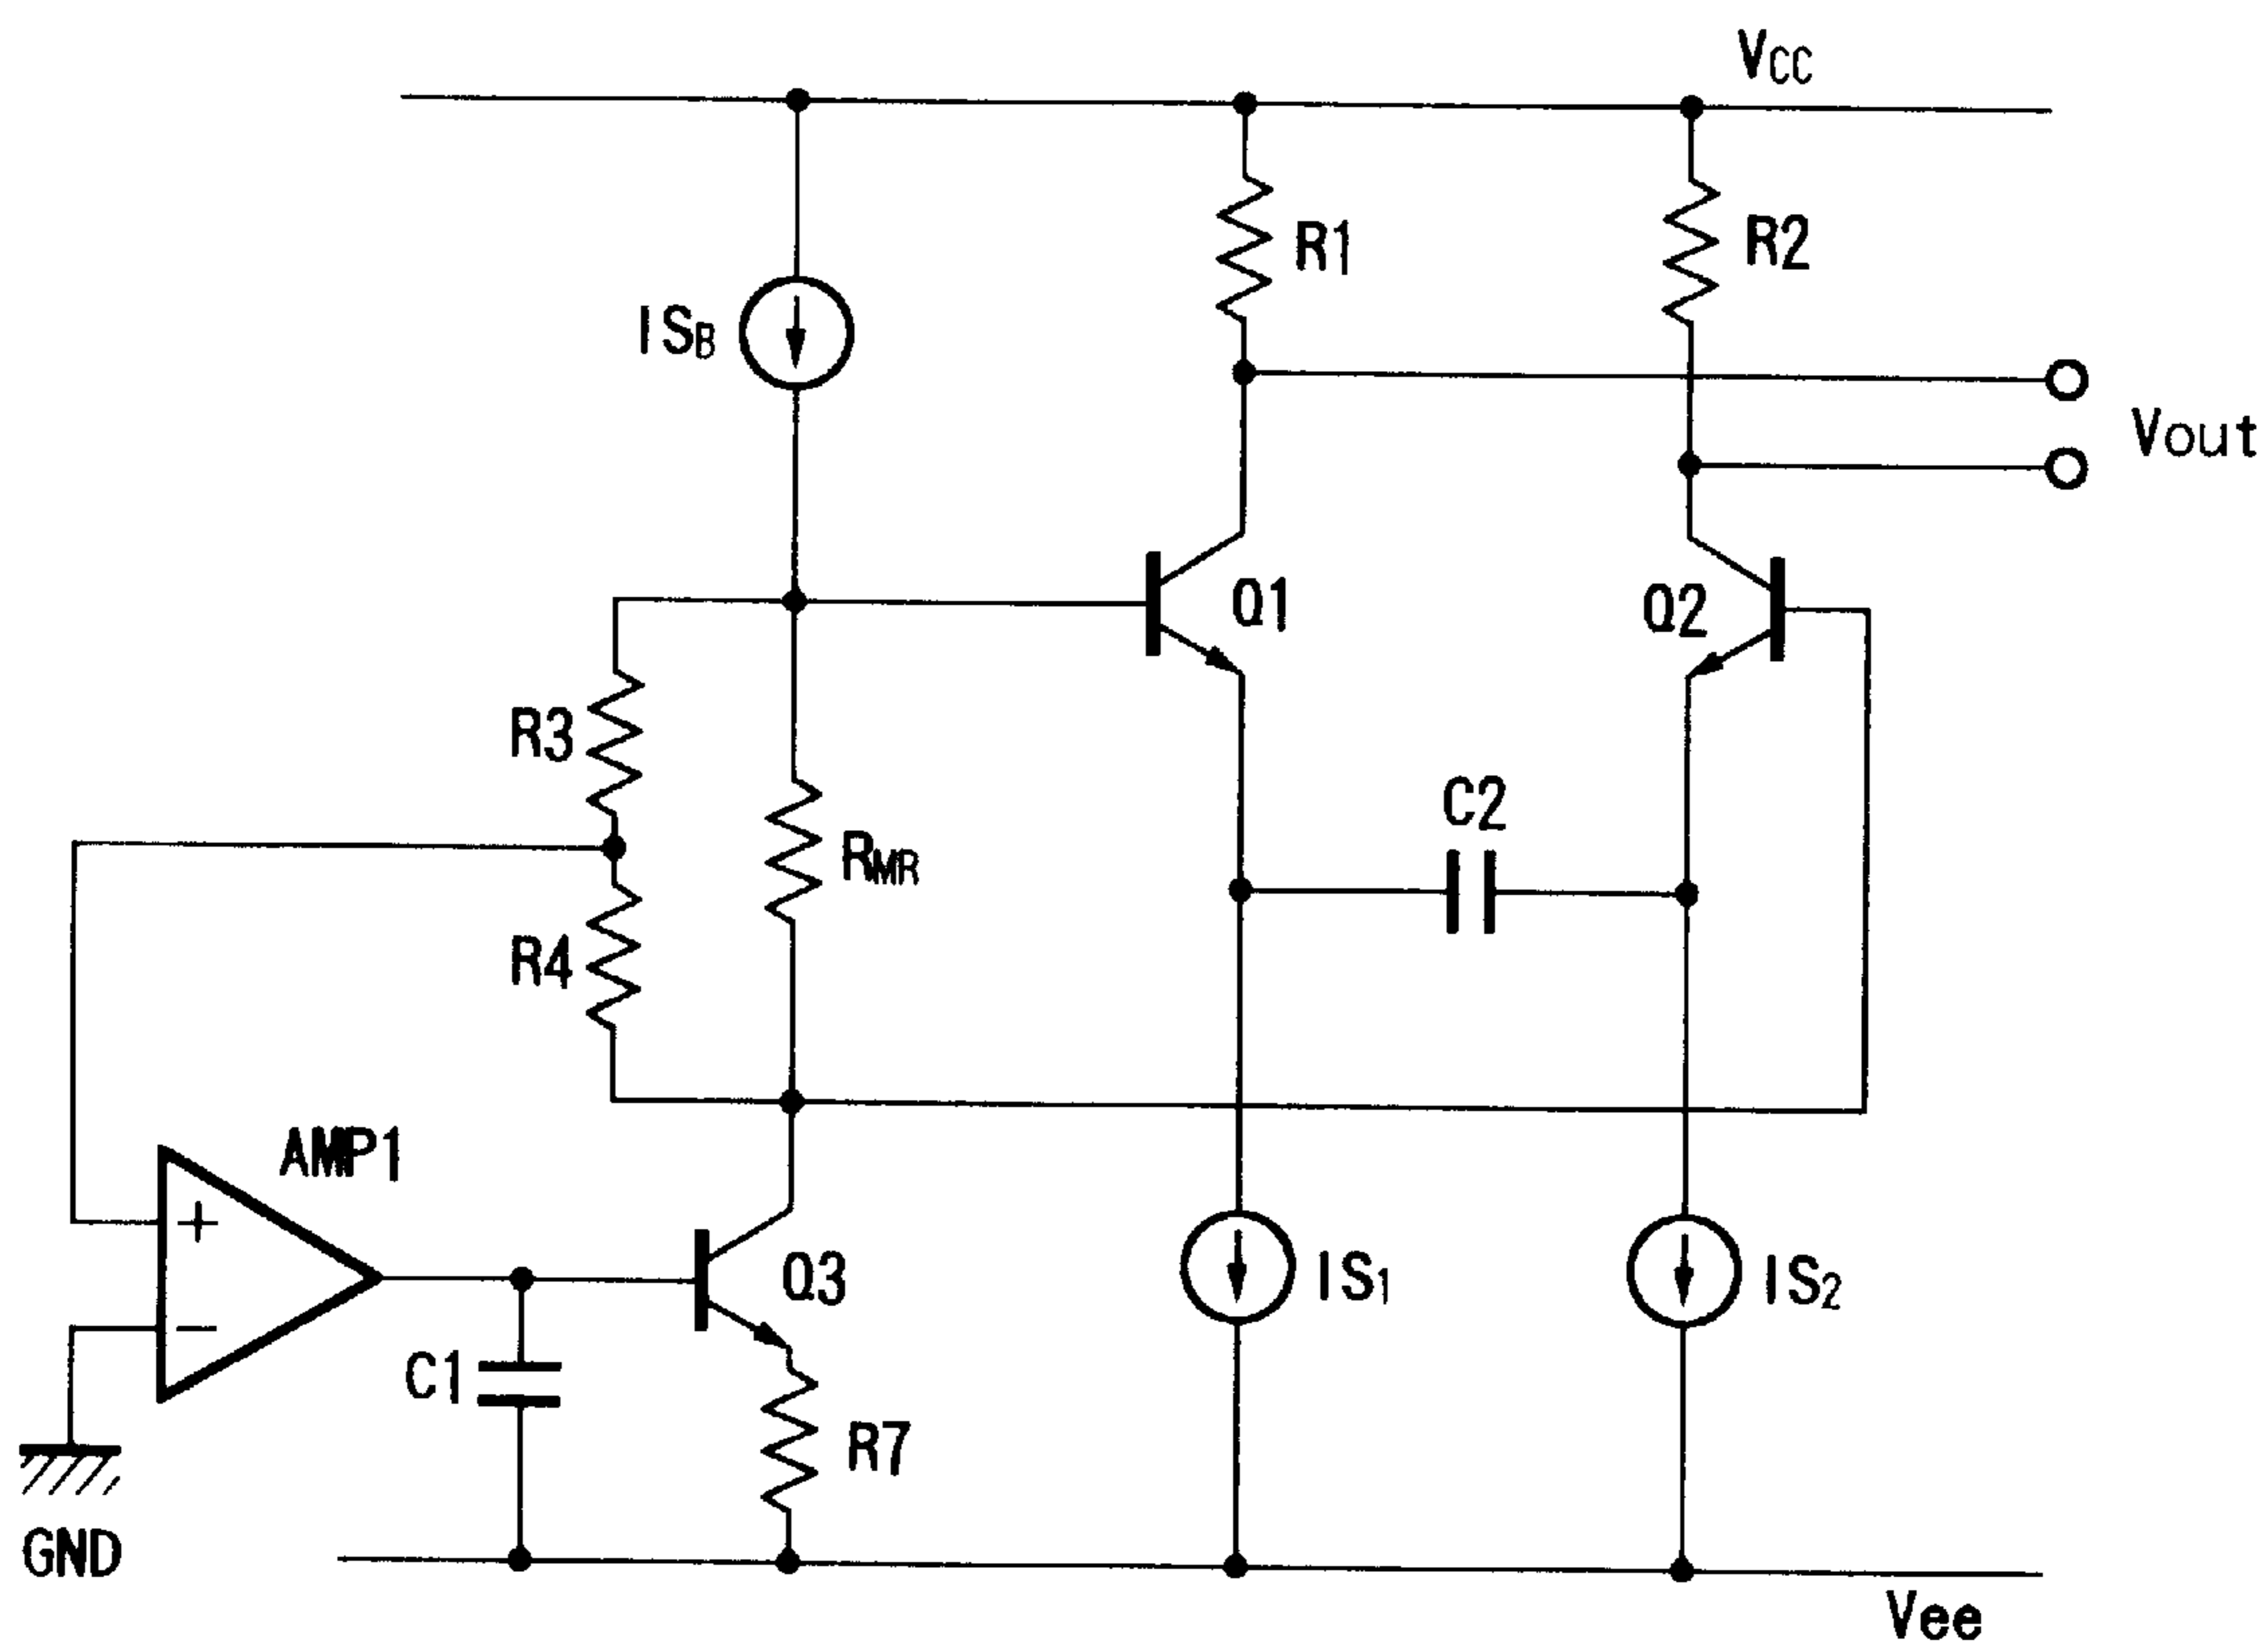 VCC
R1
R2
ISB
Vout
Q1
Q2
R3
C2
RMR
R4
AMP1
+
Q3
IS1
IS2
−
C1
R7
GND
Vee